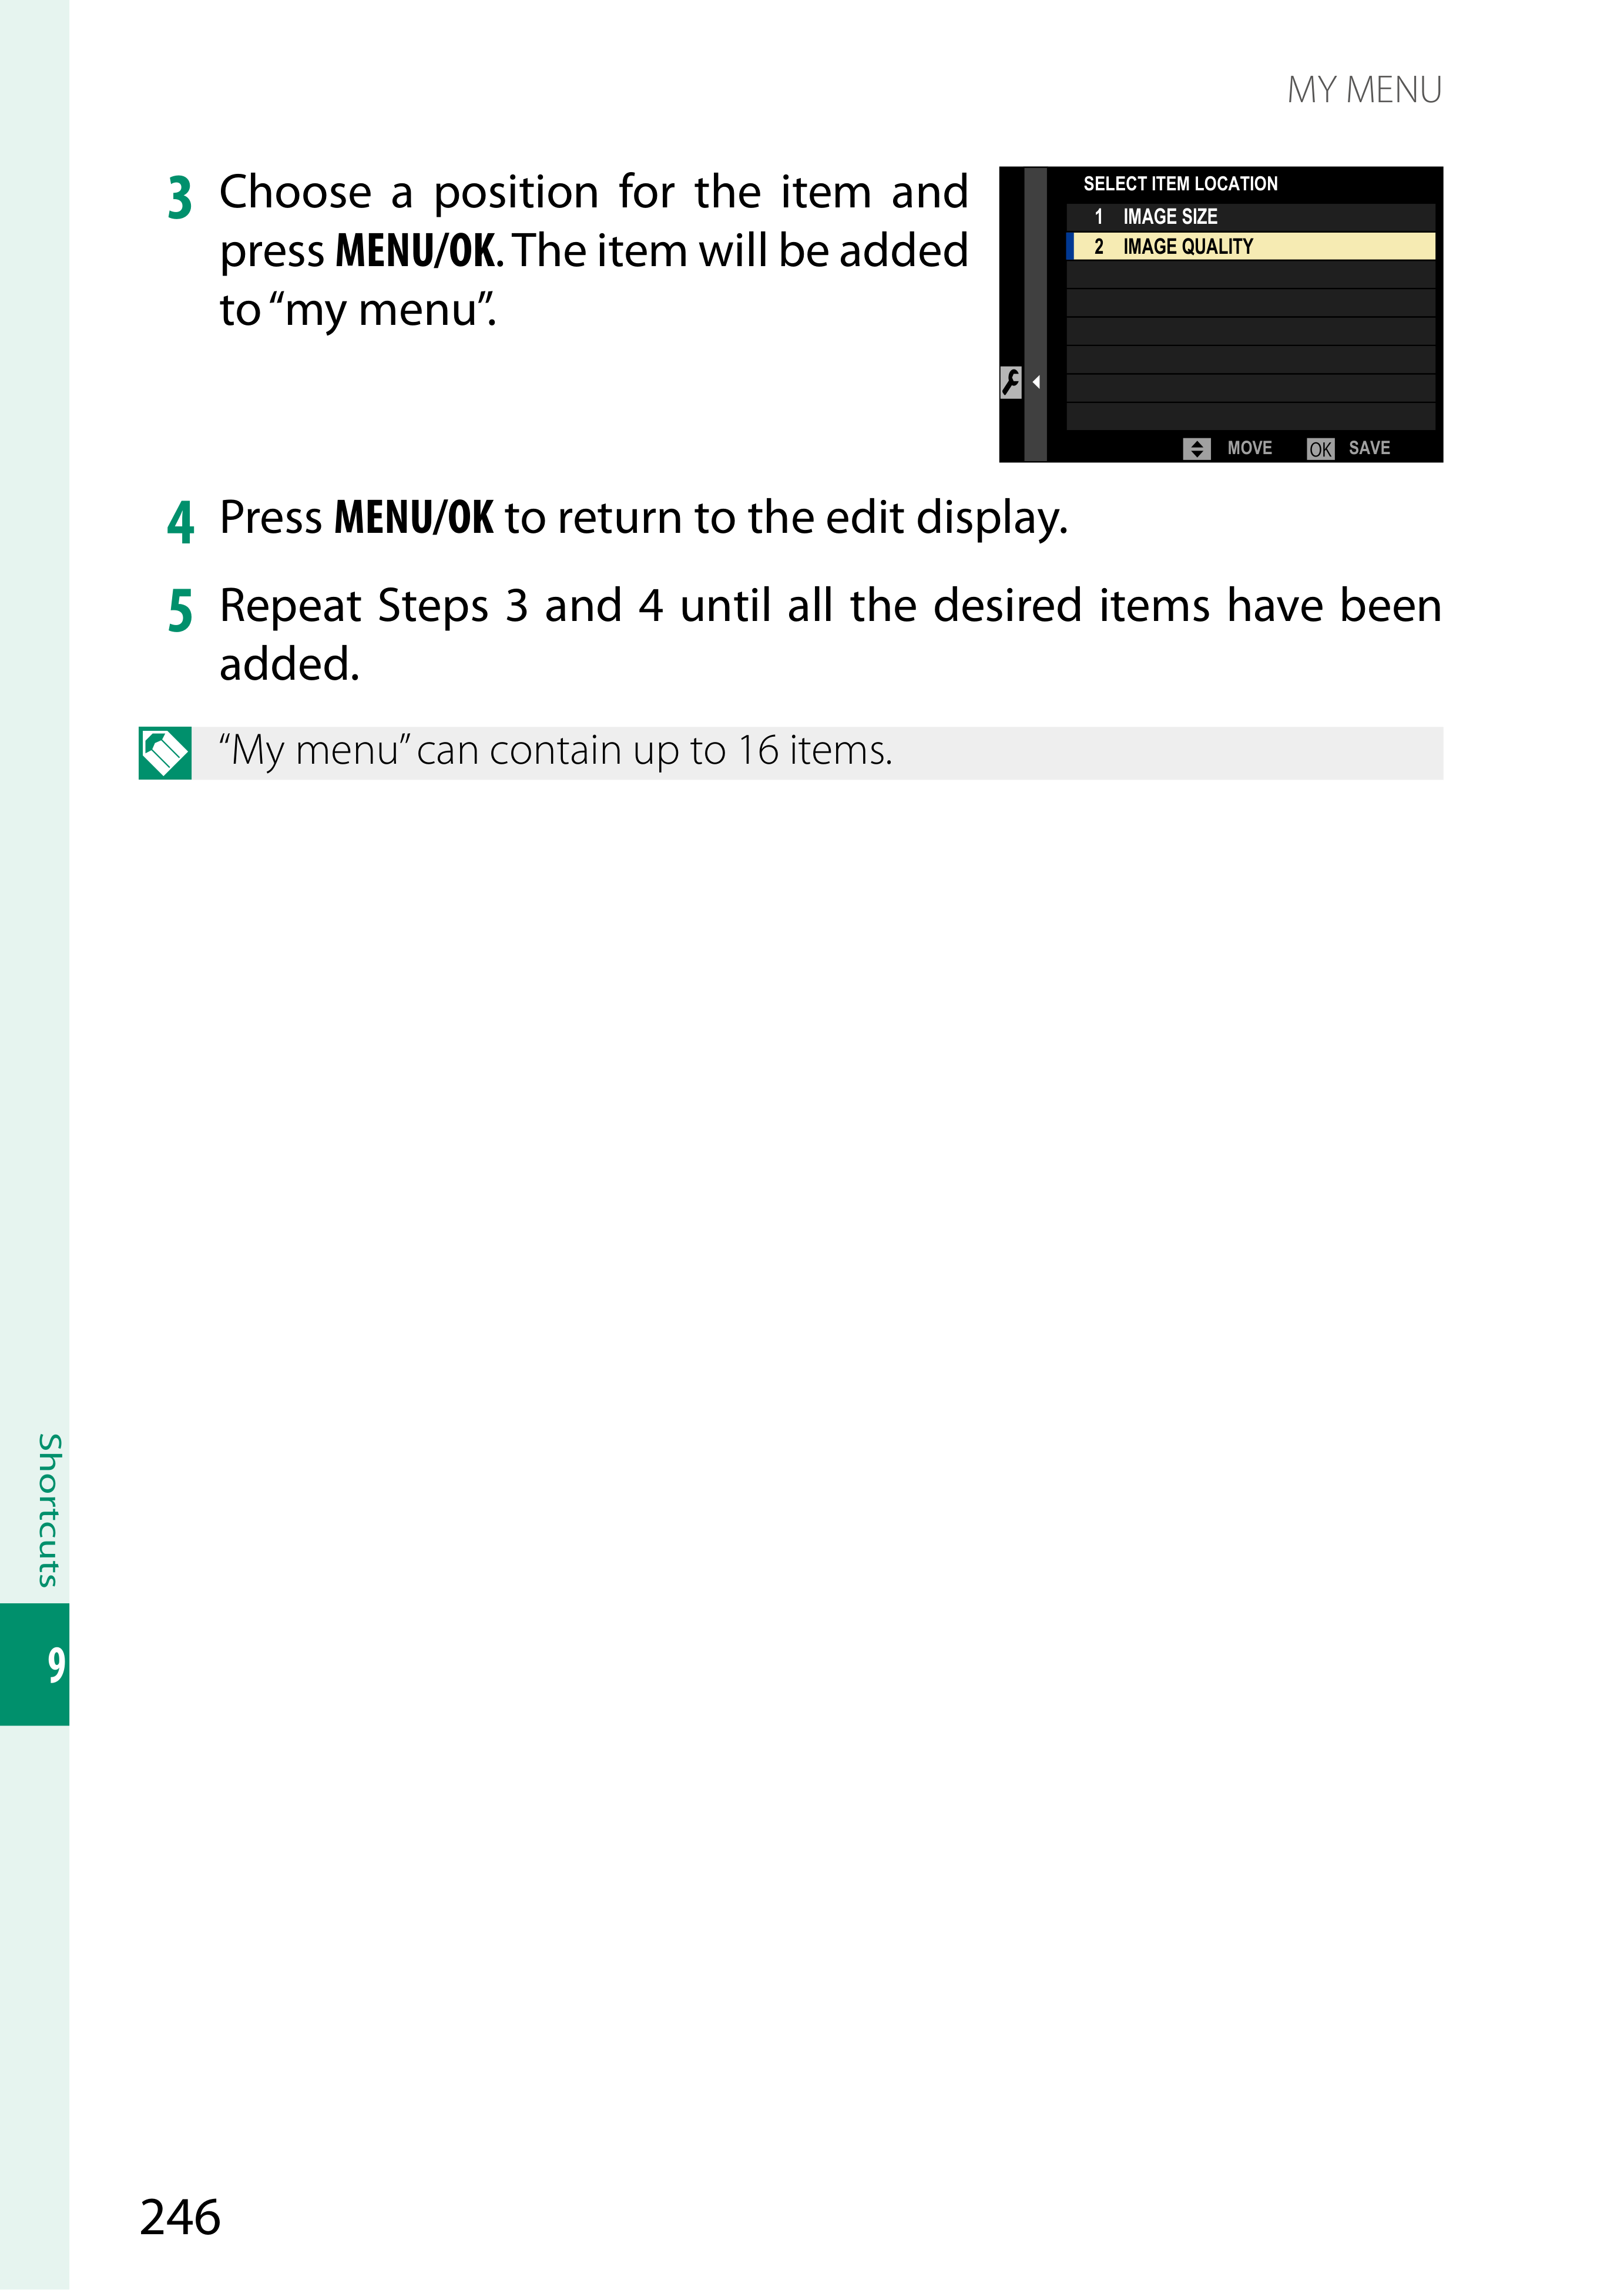 MY MENU
3 Choose a position for the item and
press MENU/OK. The item will be added
to “my menu”.
SELECT ITEM LOCATION
1 IMAGE SIZE
2 IMAGE QUALITY
MOVE OK SAVE
4 Press MENU/OK to return to the edit display.
5 Repeat Steps 3 and 4 until all the desired items have been
added.
“My menu” can contain up to 16 items.
Shortcuts
9
246